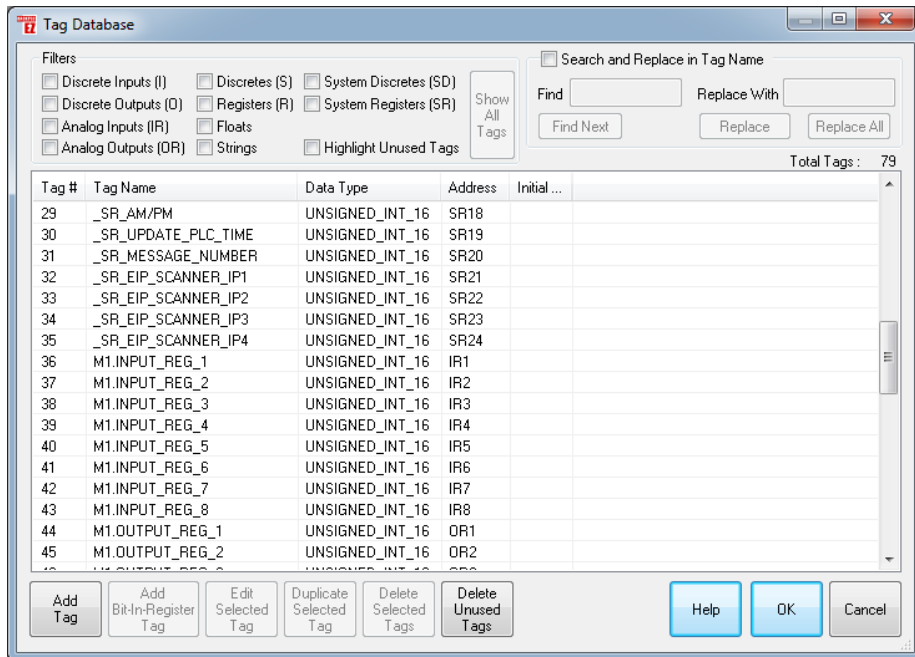 Tag Database
Filters
Discrete Inputs (I) Discretes (S) System Discretes (SD)
Discrete Outputs (O) Registers (R) System Registers (SR)
Analog Inputs (IR) Floats
Analog Outputs (OR) Strings Highlight Unused Tags
Show
All
Tags
Search and Replace in Tag Name
Find Replace With
Find Next Replace Replace All
Total Tags : 79
Tag # Tag Name Data Type Address Initial ...
29 _SR_AM/PM UNSIGNED_INT_16 SR18
30 _SR_UPDATE_PLC_TIME UNSIGNED_INT_16 SR19
31 _SR_MESSAGE_NUMBER UNSIGNED_INT_16 SR20
32 _SR_EIP_SCANNER_IP1 UNSIGNED_INT_16 SR21
33 _SR_EIP_SCANNER_IP2 UNSIGNED_INT_16 SR22
34 _SR_EIP_SCANNER_IP3 UNSIGNED_INT_16 SR23
35 _SR_EIP_SCANNER_IP4 UNSIGNED_INT_16 SR24
36 M1.INPUT_REG_1 UNSIGNED_INT_16 IR1
37 M1.INPUT_REG_2 UNSIGNED_INT_16 IR2
38 M1.INPUT_REG_3 UNSIGNED_INT_16 IR3
39 M1.INPUT_REG_4 UNSIGNED_INT_16 IR4
40 M1.INPUT_REG_5 UNSIGNED_INT_16 IR5
41 M1.INPUT_REG_6 UNSIGNED_INT_16 IR6
42 M1.INPUT_REG_7 UNSIGNED_INT_16 IR7
43 M1.INPUT_REG_8 UNSIGNED_INT_16 IR8
44 M1.OUTPUT_REG_1 UNSIGNED_INT_16 OR1
45 M1.OUTPUT_REG_2 UNSIGNED_INT_16 OR2
Add
Tag
Add
Bit-In-Register
Tag
Edit
Selected
Tag
Duplicate
Selected
Tag
Delete
Selected
Tags
Delete
Unused
Tags
Help
OK
Cancel